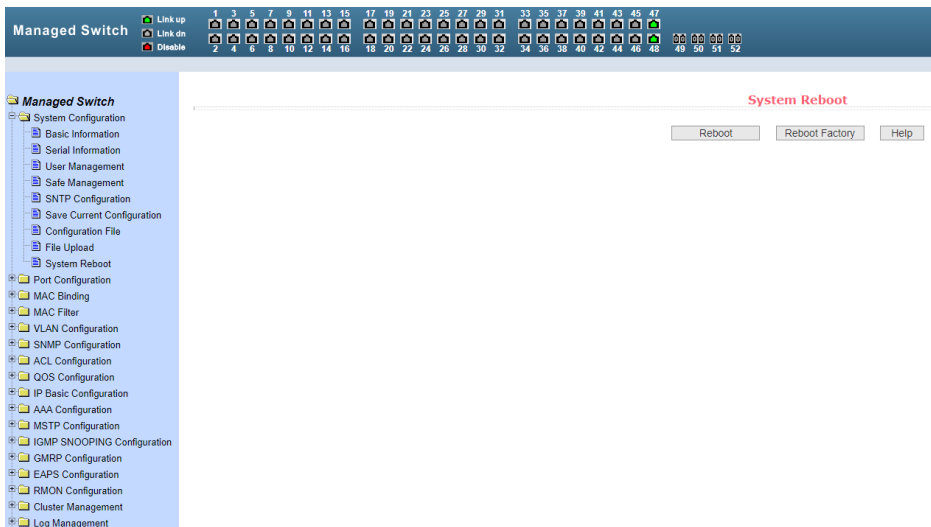 Managed Switch
Link up
Link dn
Disable
1 3 5 7 9 11 13 15 17 19 21 23 25 27 29 31 33 35 37 39 41 43 45 47
2 4 6 8 10 12 14 16 18 20 22 24 26 28 30 32 34 36 38 40 42 44 46 48 49 50 51 52
Managed Switch
System Configuration
Basic Information
Serial Information
User Management
Safe Management
SNTP Configuration
Save Current Configuration
Configuration File
File Upload
System Reboot
Port Configuration
MAC Binding
MAC Filter
VLAN Configuration
SNMP Configuration
ACL Configuration
QOS Configuration
IP Basic Configuration
AAA Configuration
MSTP Configuration
IGMP SNOOPING Configuration
GMRP Configuration
EAPS Configuration
RMON Configuration
Cluster Management
Log Management
System Reboot
Reboot Reboot Factory Help